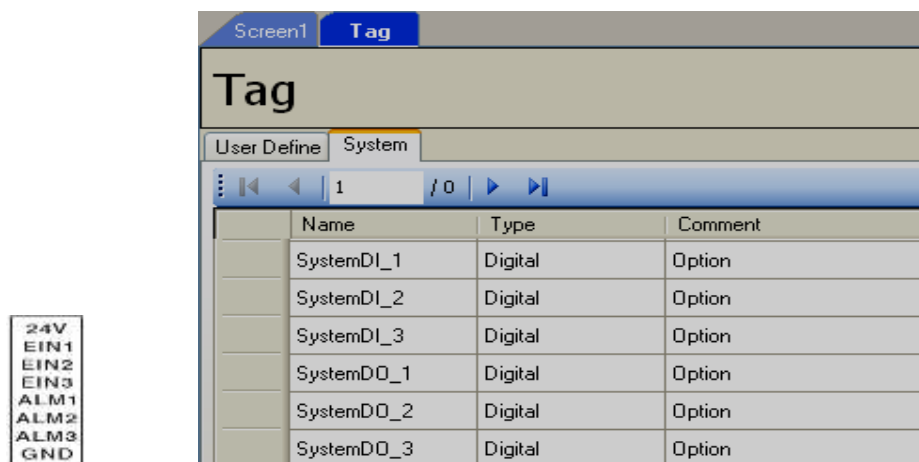 Screen1 Tag
Tag
User Define System
1 / 0
Name Type Comment
SystemDI_1 Digital Option
SystemDI_2 Digital Option
SystemDI_3 Digital Option
SystemDO_1 Digital Option
SystemDO_2 Digital Option
SystemDO_3 Digital Option
24V
EIN1
EIN2
EIN3
ALM1
ALM2
ALM3
GND